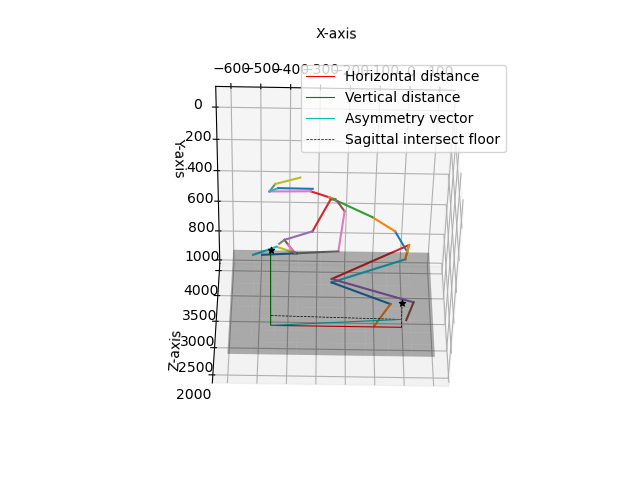 X-axis
−600 −500 −400 −300 −200 −100 0 100
Horizontal distance
Vertical distance
Asymmetry vector
Sagittal intersect floor
Y-axis
0
200
400
600
800
1000
4000
3500
3000
2500
2000
Z-axis